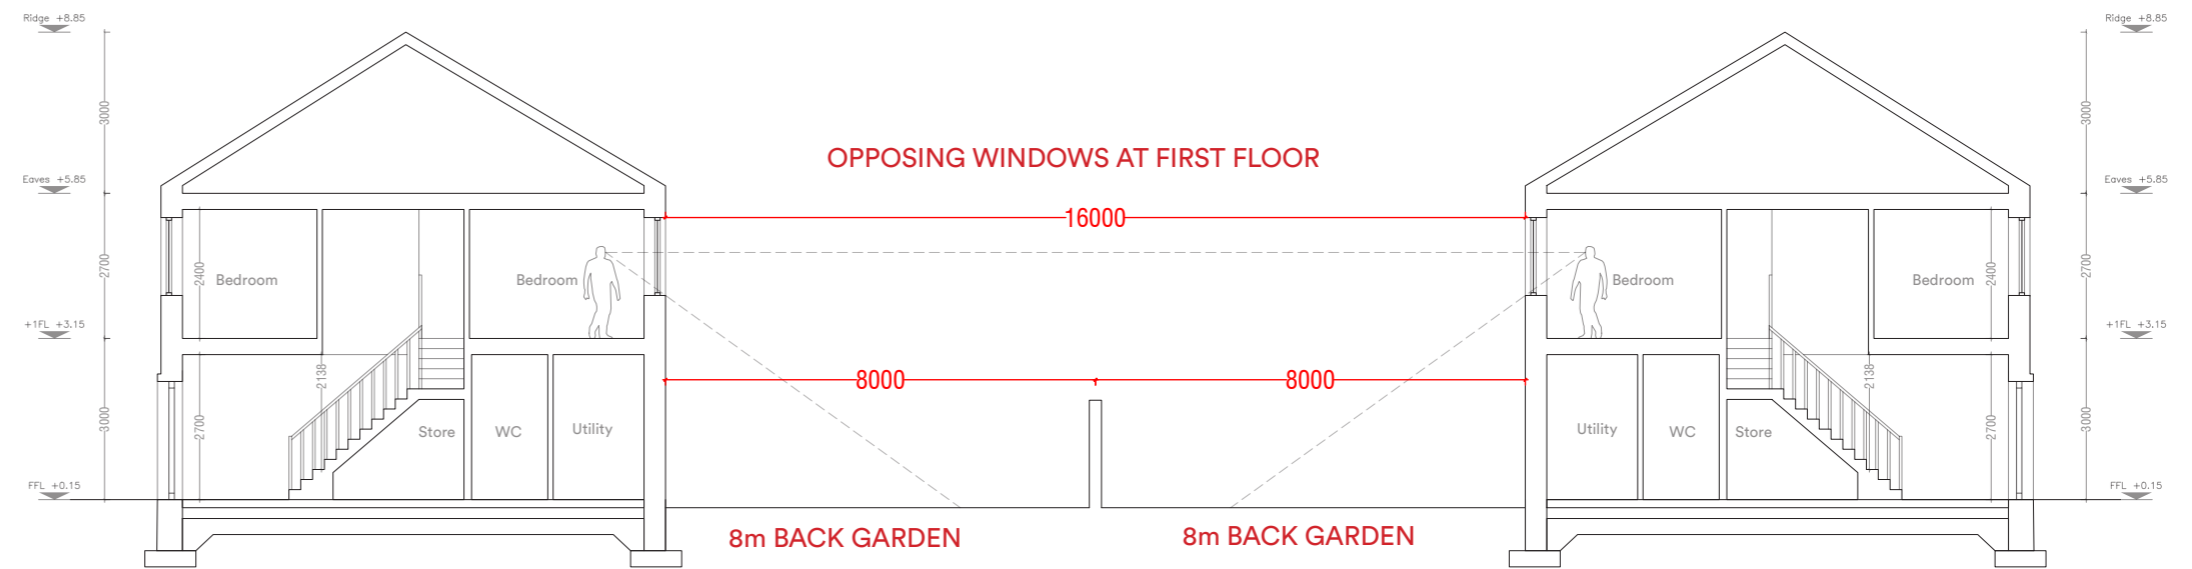 Ridge +8.85
Ridge +8.85
3000
3000
OPPOSING WINDOWS AT FIRST FLOOR
Eaves +5.85
Eaves +5.85
16000
2700
2400
Bedroom
Bedroom
Bedroom
Bedroom
2400
2700
+1FL +3.15
+1FL +3.15
2138
8000
8000
2138
3000
2700
Store
WC
Utility
Utility
WC
Store
2700
3000
FFL +0.15
FFL +0.15
8m BACK GARDEN
8m BACK GARDEN